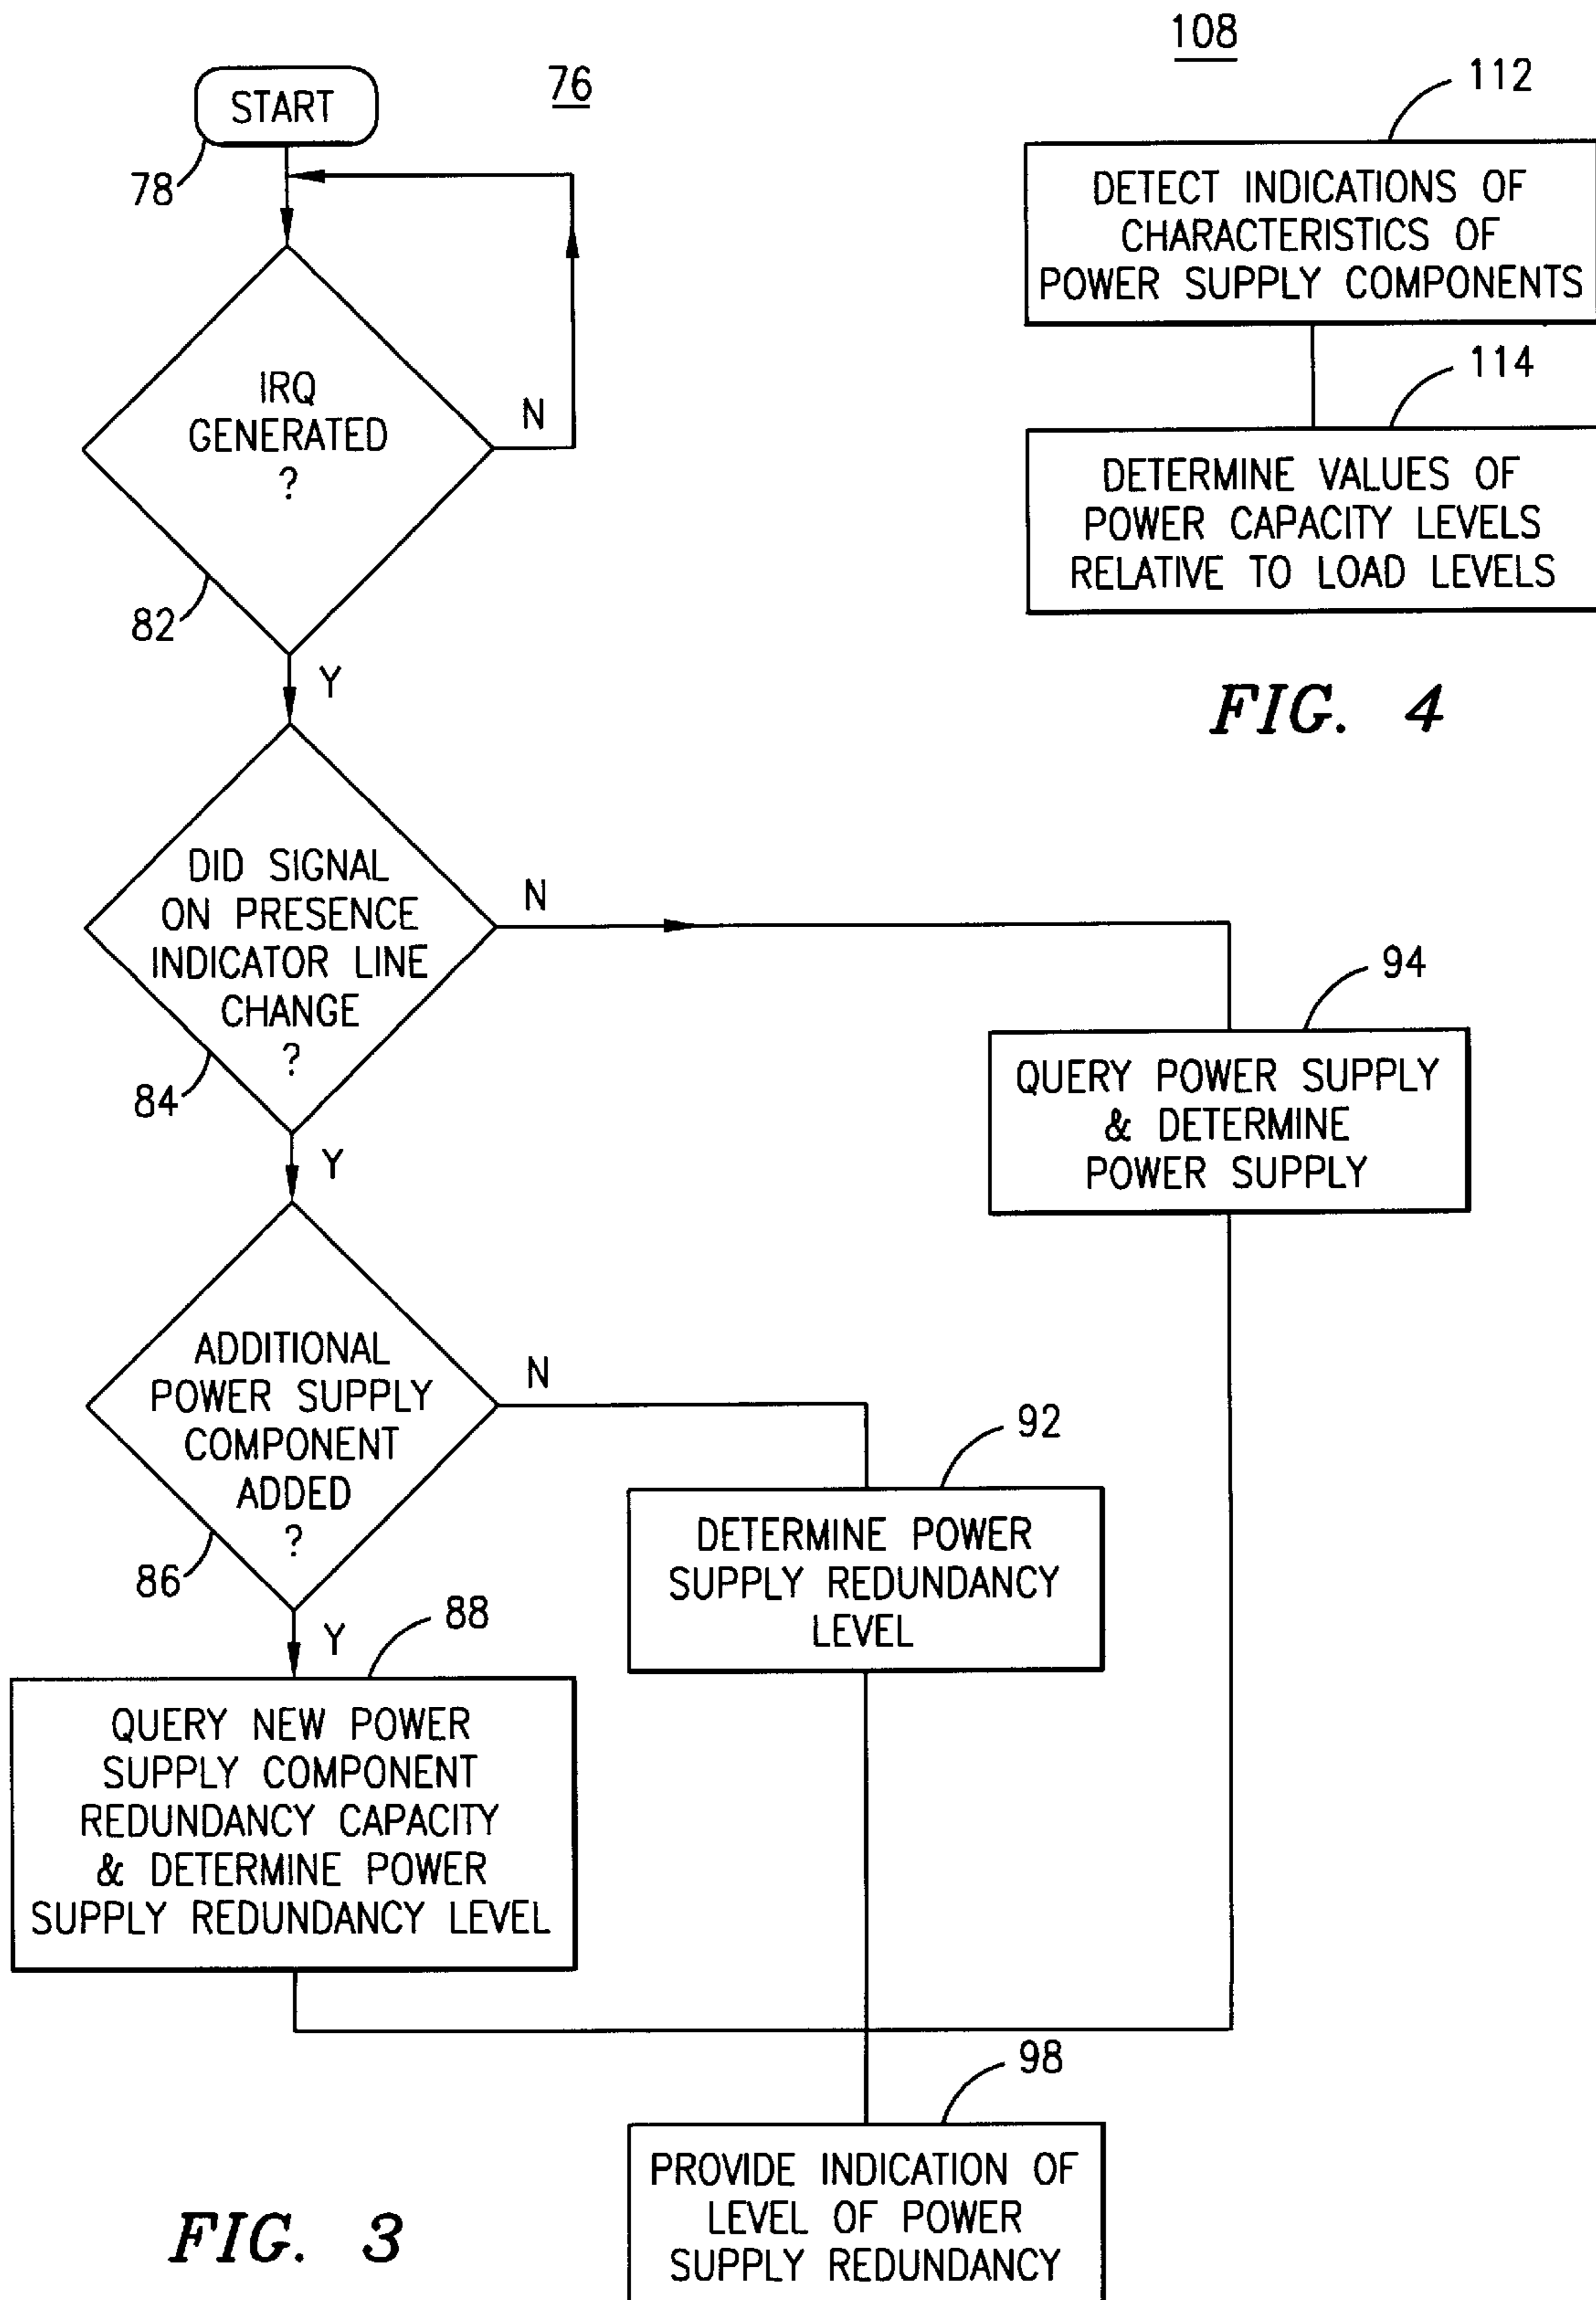 76
START
78
IRQ
GENERATED
?
N
82
Y
DID SIGNAL
ON PRESENCE
INDICATOR LINE
CHANGE
?
N
84
Y
94
QUERY POWER SUPPLY
& DETERMINE
POWER SUPPLY
ADDITIONAL
POWER SUPPLY
COMPONENT
ADDED
?
N
86
Y
92
DETERMINE POWER
SUPPLY REDUNDANCY
LEVEL
88
QUERY NEW POWER
SUPPLY COMPONENT
REDUNDANCY CAPACITY
& DETERMINE POWER
SUPPLY REDUNDANCY LEVEL
98
PROVIDE INDICATION OF
LEVEL OF POWER
SUPPLY REDUNDANCY
FIG. 3
108
112
DETECT INDICATIONS OF
CHARACTERISTICS OF
POWER SUPPLY COMPONENTS
114
DETERMINE VALUES OF
POWER CAPACITY LEVELS
RELATIVE TO LOAD LEVELS
FIG. 4